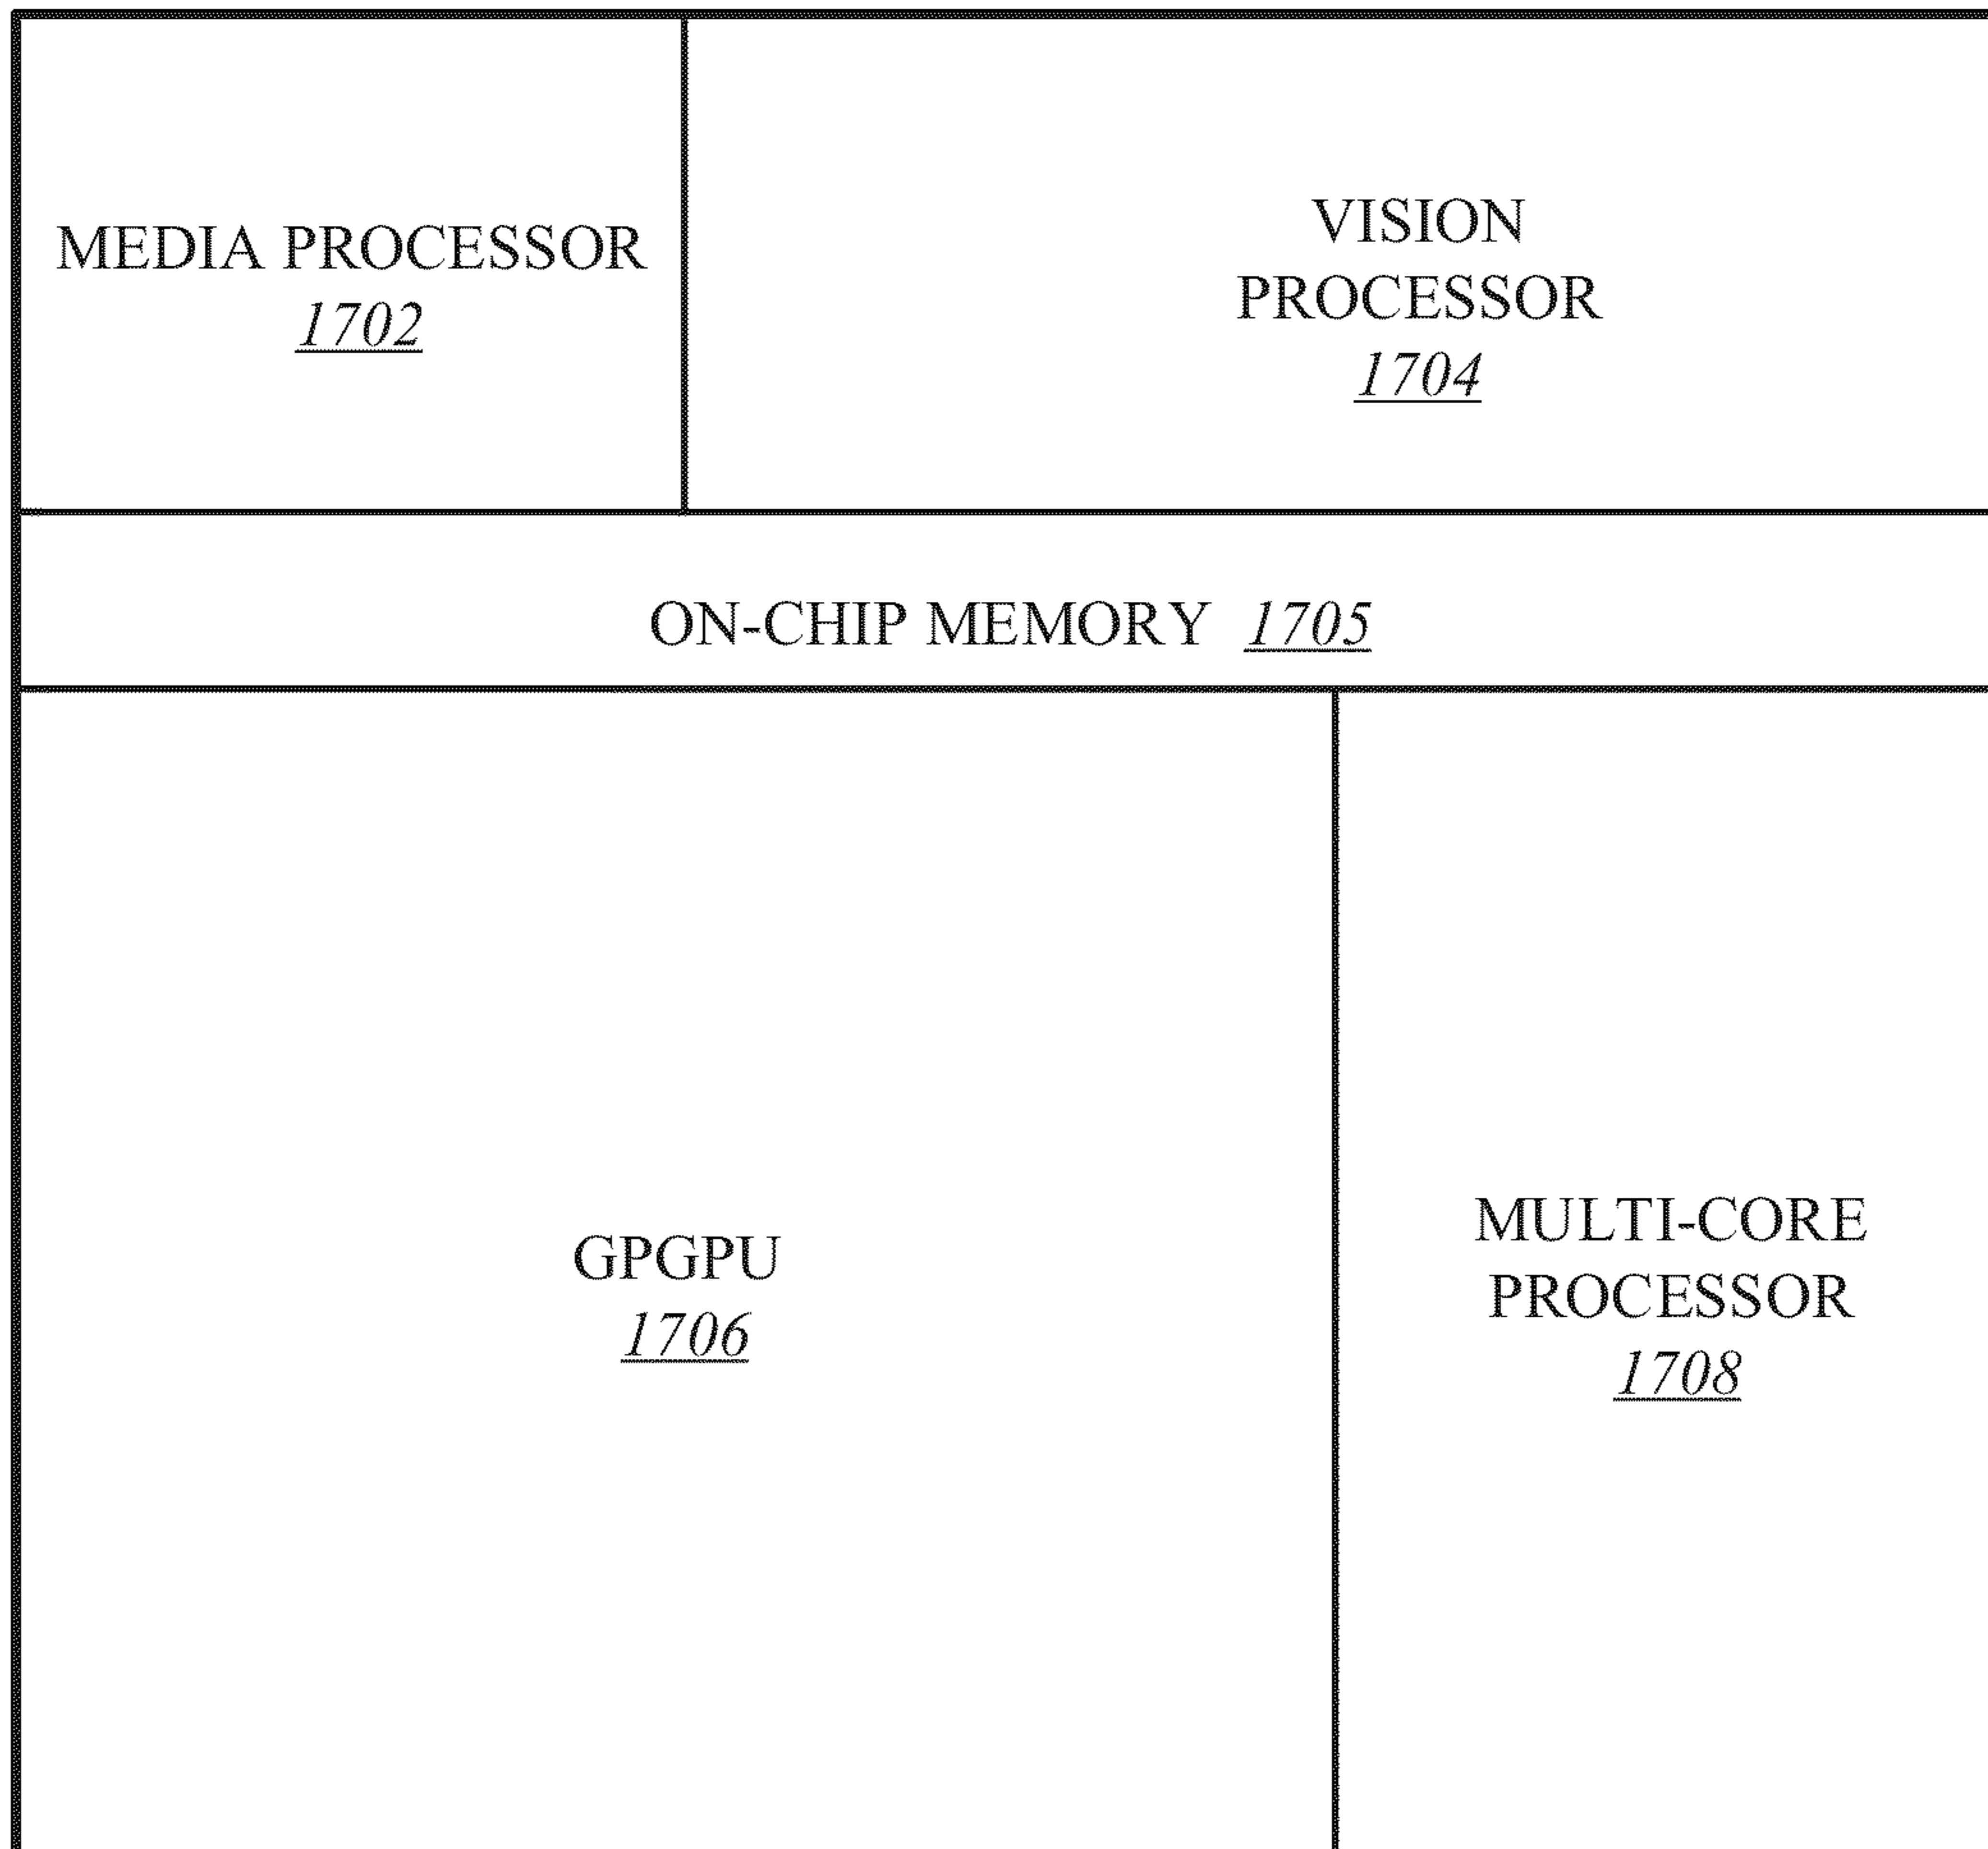 MEDIA PROCESSOR
1702
VISION
PROCESSOR
1704
ON-CHIP MEMORY 1705
GPGPU
1706
MULTI-CORE
PROCESSOR
1708